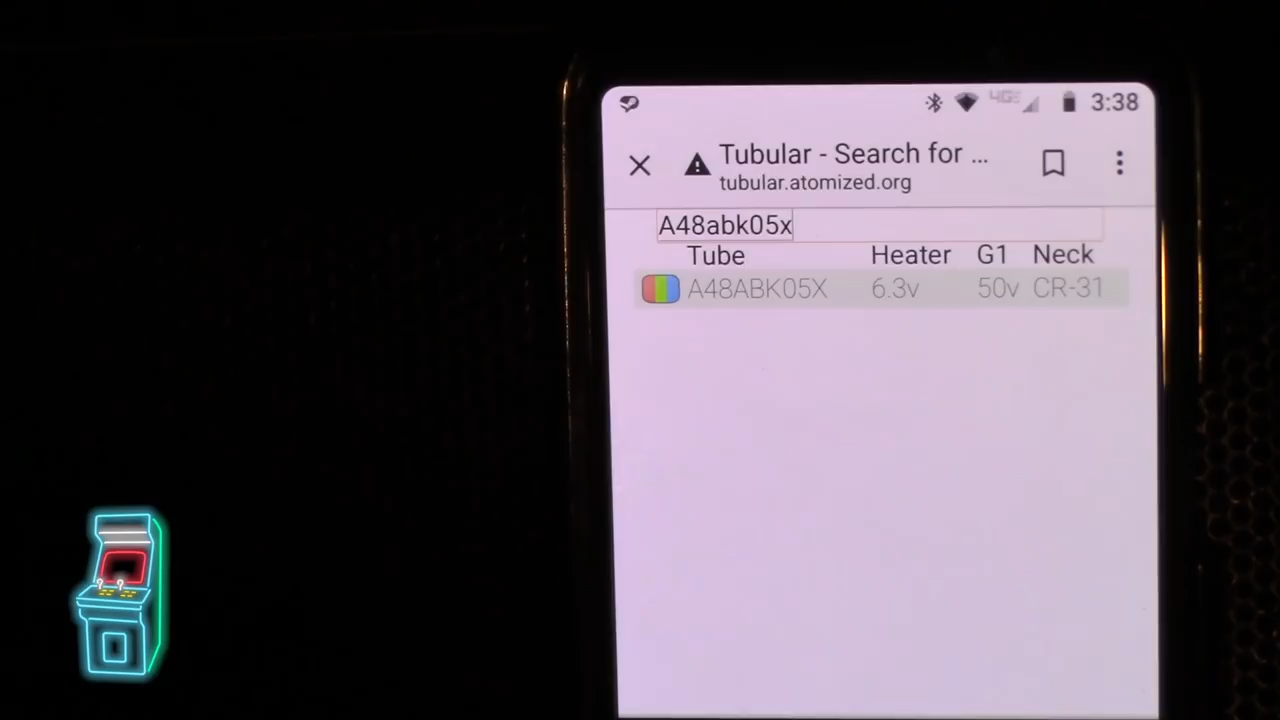 3:38
Tubular - Search for ...
tubular.atomized.org
A48abk05x
Tube Heater G1 Neck
A48ABK05X 6.3v 50v CR-31